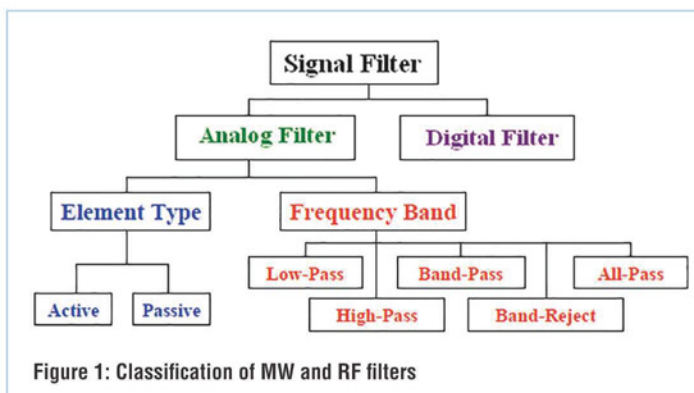 Signal Filter
Analog Filter
Digital Filter
Element Type
Frequency Band
Low-Pass
Band-Pass
All-Pass
Active
Passive
High-Pass
Band-Reject
Figure 1: Classification of MW and RF filters